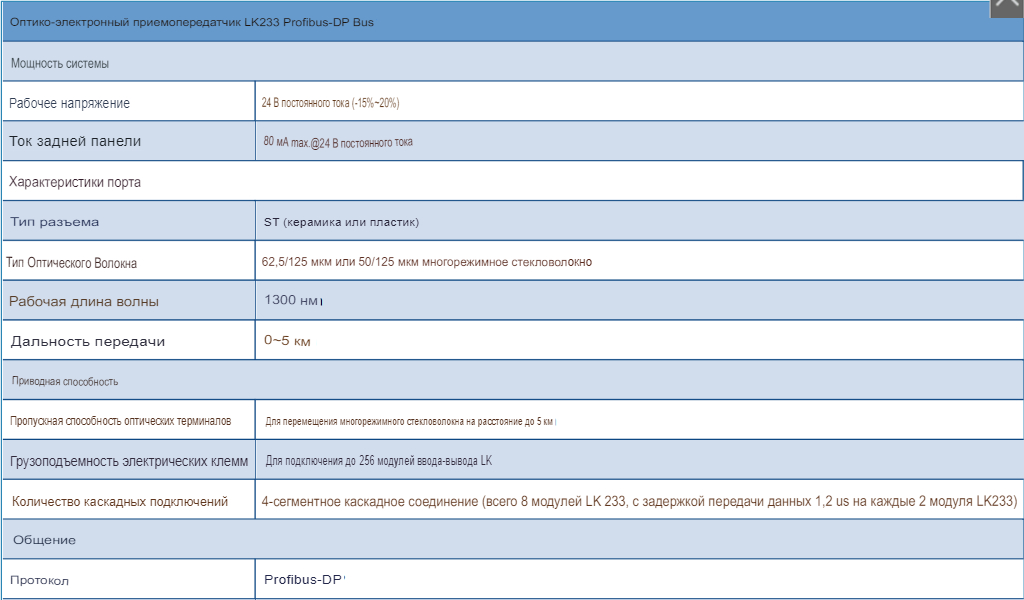 Оптико-электронный приемопередатчик LK233 Profibus-DP Bus
Мощность системы
Рабочее напряжение 24 В постоянного тока (-15%~20%)
Ток задней панели 80 мА max.@24 В постоянного тока
Характеристики порта
Тип разъема ST (керамика или пластик)
Тип Оптического Волокна 62,5/125 мкм или 50/125 мкм многорежимное стекловолокно
Рабочая длина волны 1300 нм
Дальность передачи 0~5 км
Приводная способность
Пропускная способность оптических терминалов Для перемещения многорежимного стекловолокна на расстояние до 5 км
Грузоподъемность электрических клемм Для подключения до 256 модулей ввода-вывода LK
Количество каскадных подключений 4-сегментное каскадное соединение (всего 8 модулей LK 233, с задержкой передачи данных 1,2 us на каждые 2 модуля LK233)
Общение
Протокол Profibus-DP